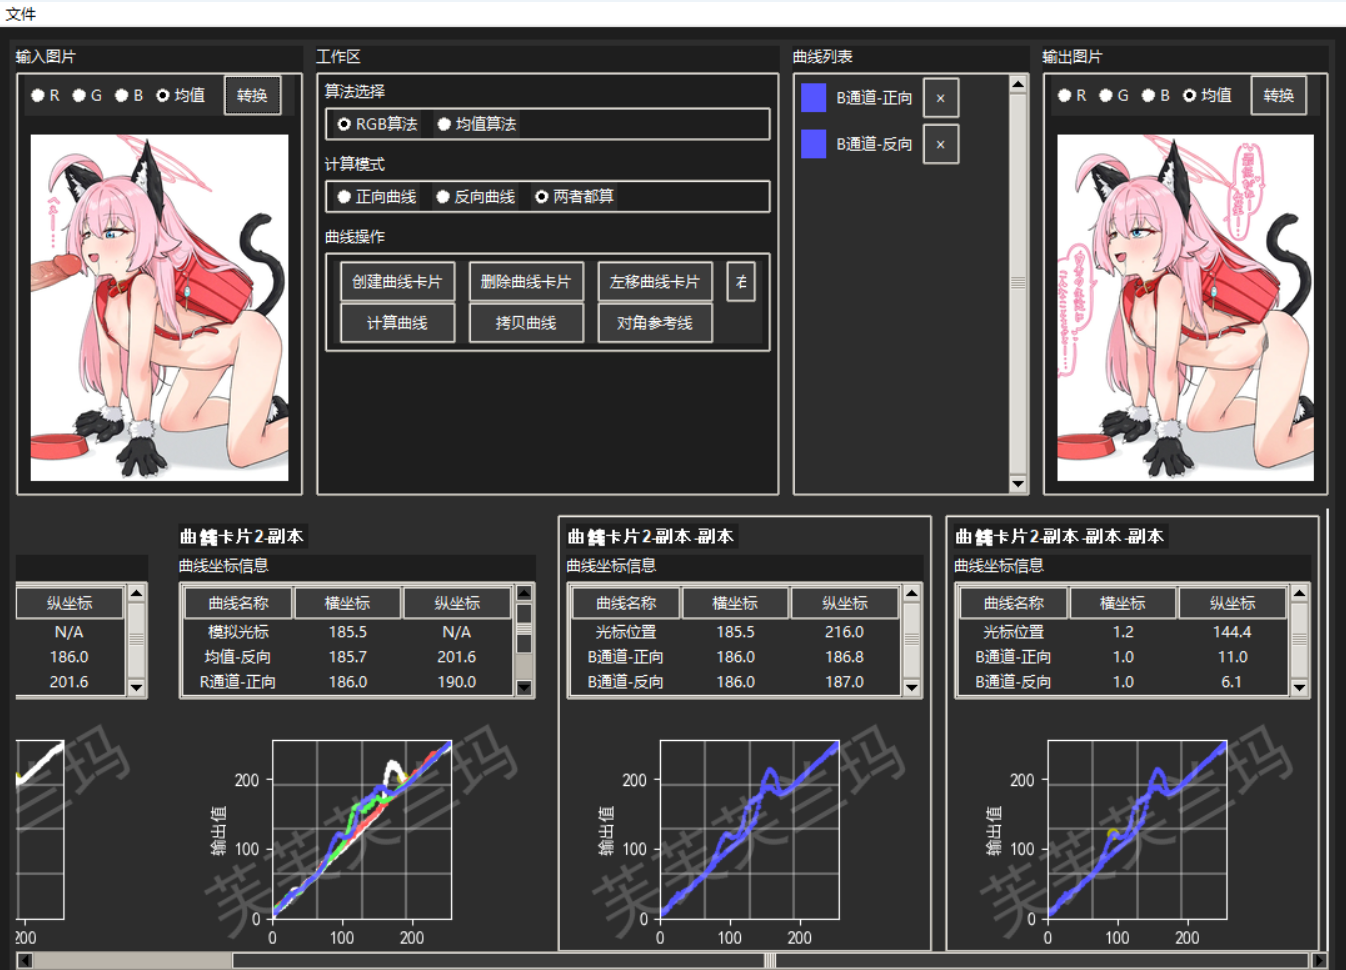 文件
输入图片
R G B 均值 转换
工作区
算法选择
RGB算法 均值算法
计算模式
正向曲线 反向曲线 两者都算
曲线操作
创建曲线卡片 删除曲线卡片 左移曲线卡片
计算曲线 拷贝曲线 对角参考线
曲线列表
B通道-正向 ×
B通道-反向 ×
输出图片
R G B 均值 转换
纵坐标
N/A
186.0
201.6
200
曲线卡片2-副本
曲线坐标信息
曲线名称 横坐标 纵坐标
模拟光标 185.5 N/A
均值-反向 185.7 201.6
R通道-正向 186.0 190.0
输出值
200
100
0
0 100 200
曲线卡片2-副本-副本
曲线坐标信息
曲线名称 横坐标 纵坐标
光标位置 185.5 216.0
B通道-正向 186.0 186.8
B通道-反向 186.0 187.0
输出值
200
100
0
0 100 200
曲线卡片2-副本-副本-副本
曲线坐标信息
曲线名称 横坐标 纵坐标
光标位置 1.2 144.4
B通道-正向 1.0 11.0
B通道-反向 1.0 6.1
输出值
200
100
0
0 100 200
兰玛
芙芙芙兰玛
芙芙芙兰玛
芙芙芙兰玛